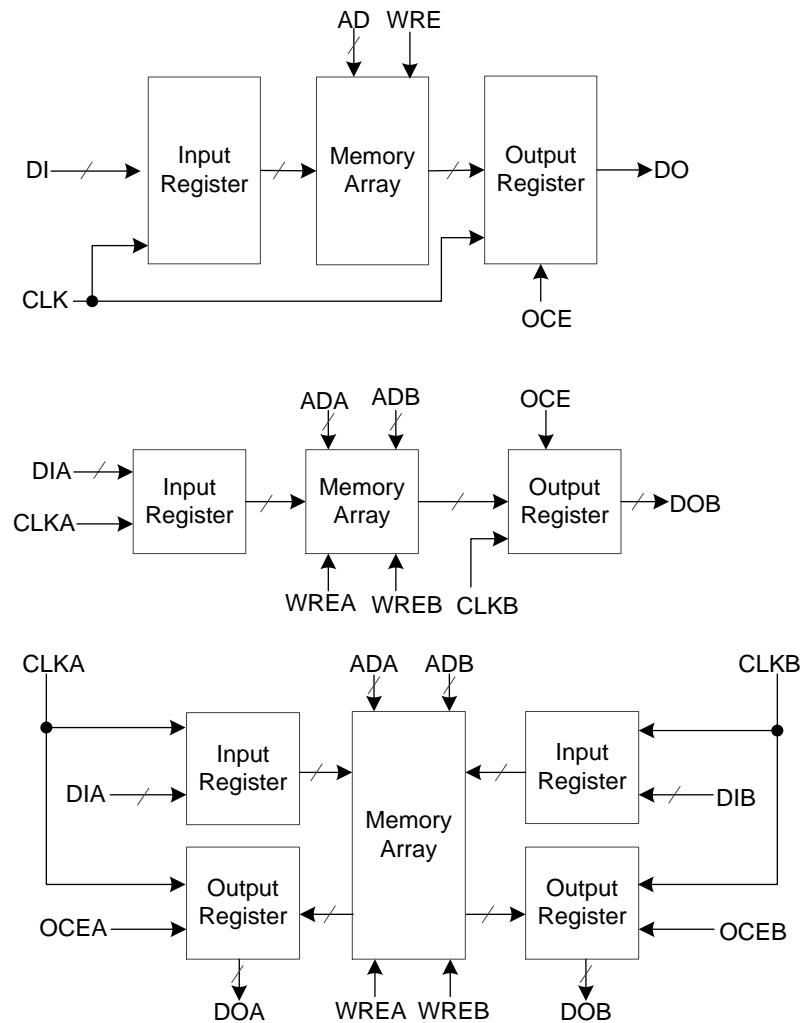 AD WRE
Input
Register
Memory
Array
Output
Register
DI
DO
CLK
OCE
ADA ADB
OCE
DIA
CLKA
Input
Register
Memory
Array
Output
Register
DOB
WREA WREB
CLKB
CLKA
ADA ADB
CLKB
Input
Register
Input
Register
DIA
DIB
Memory
Array
Output
Register
Output
Register
OCEA
OCEB
DOA
WREA WREB
DOB